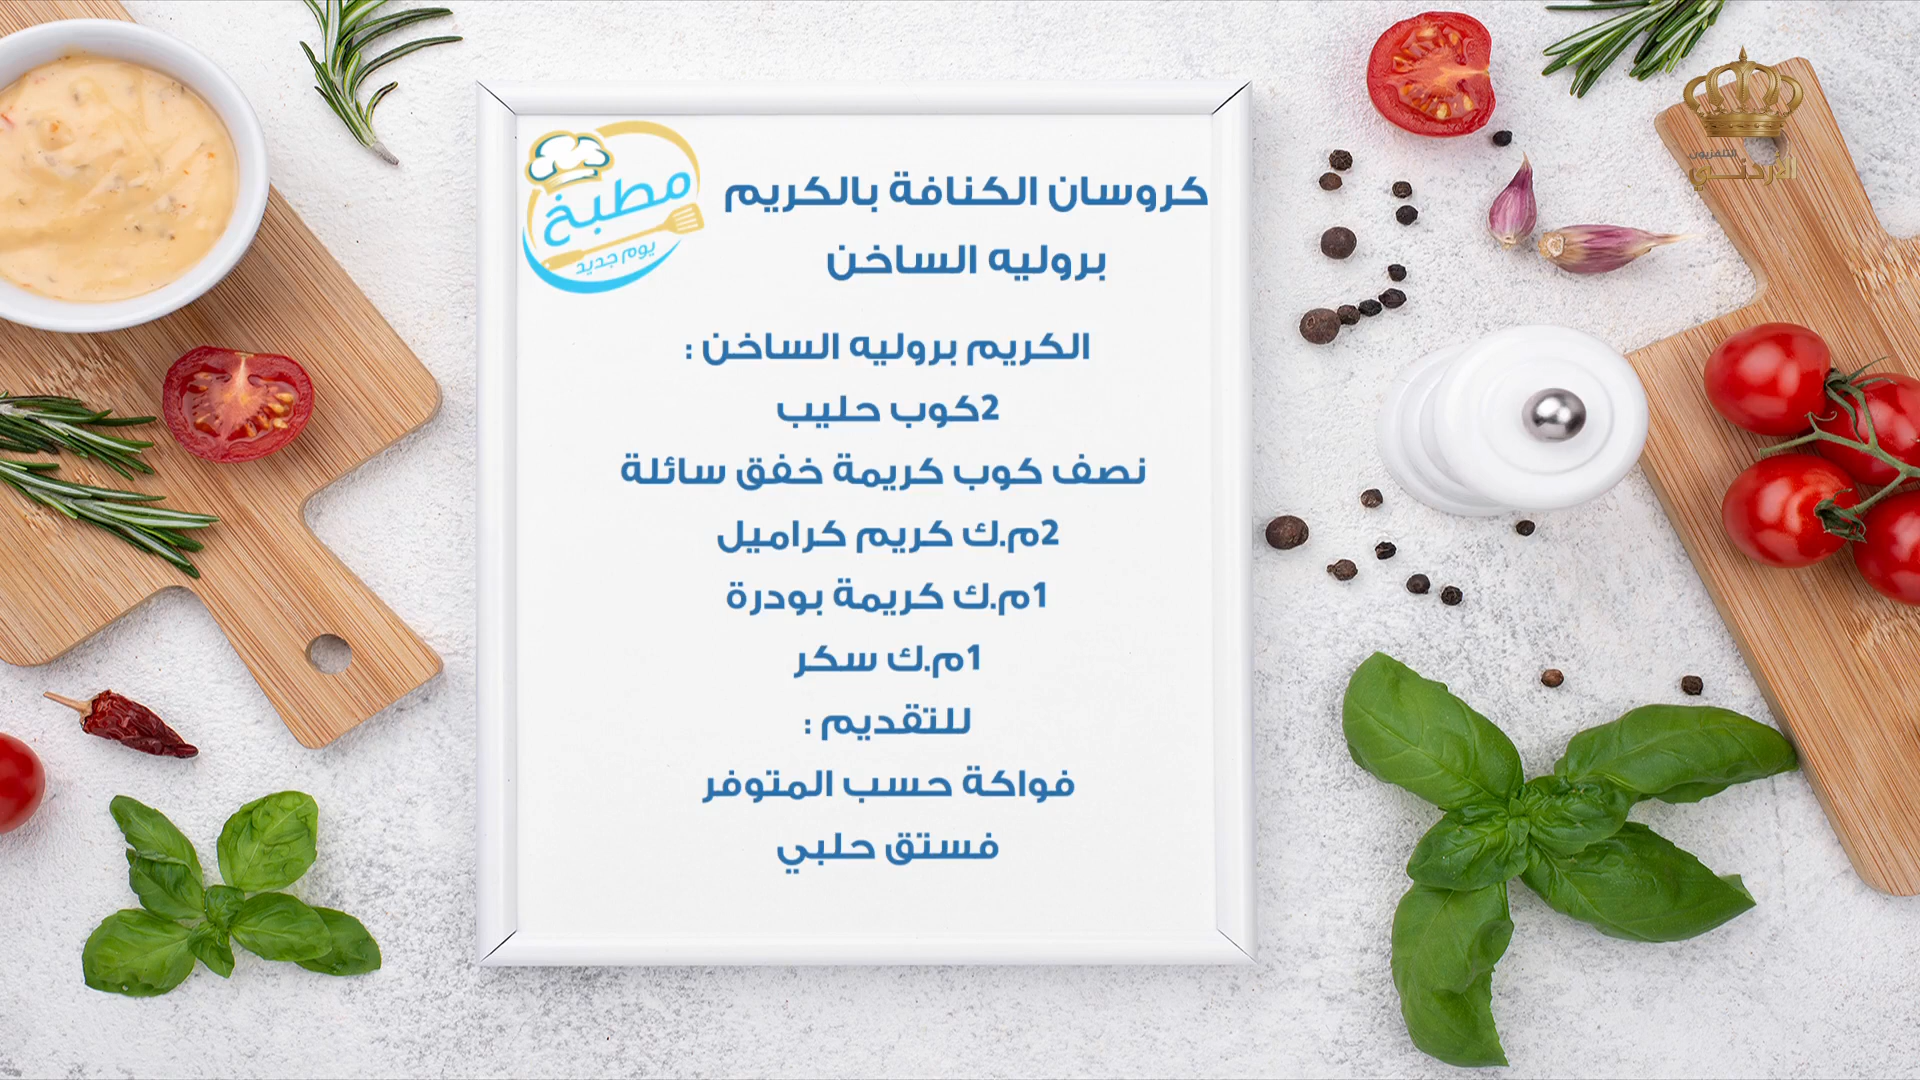 مطبخ
يوم جديد
كروسان الكنافة بالكريم
بروليه الساخن
الكريم بروليه الساخن :
2كوب حليب
نصف كوب كريمة خفق سائلة
2م.ك كريم كراميل
1م.ك كريمة بودرة
1م.ك سكر
للتقديم :
فواكة حسب المتوفر
فستق حلبي
التلفزيون
الأردني